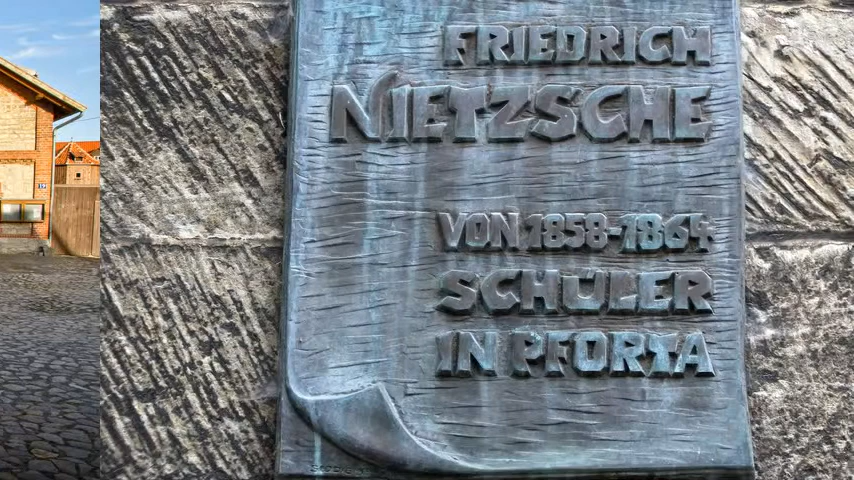 FRIEDRICH
NIETZSCHE
VON 1858-1864
SCHÜLER
IN PFORTA